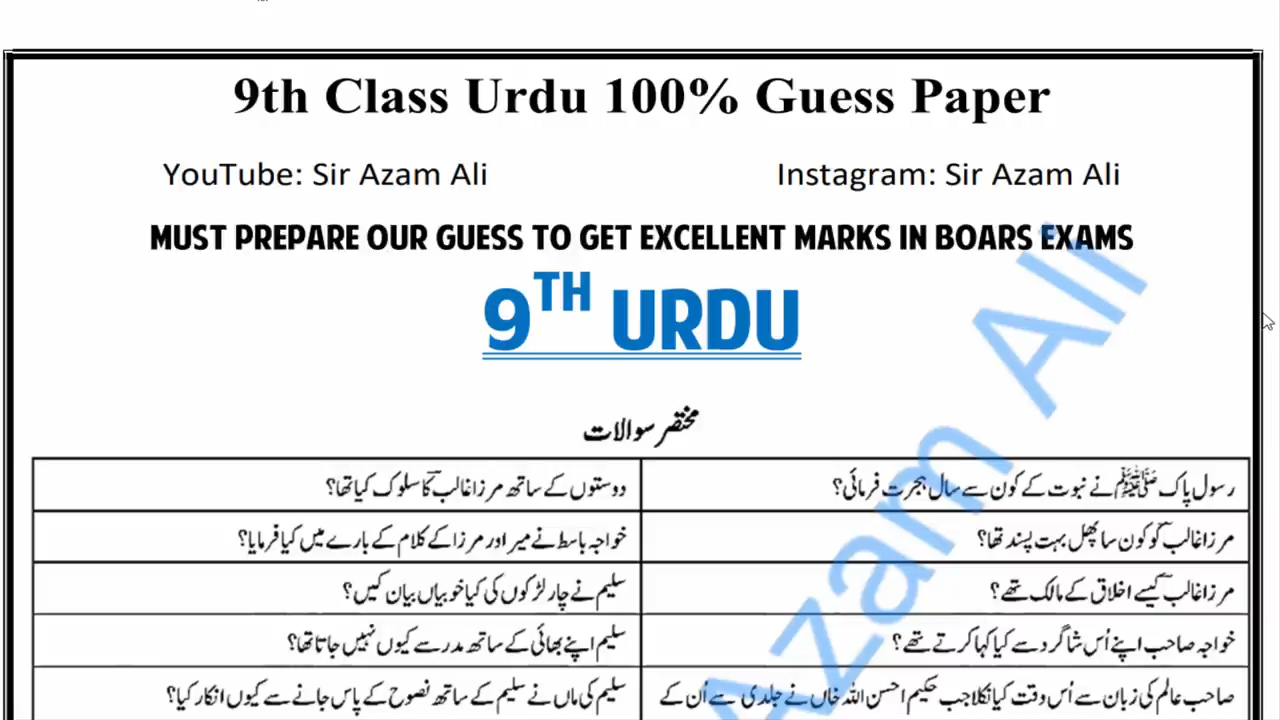 9th Class Urdu 100% Guess Paper
YouTube: Sir Azam Ali Instagram: Sir Azam Ali
MUST PREPARE OUR GUESS TO GET EXCELLENT MARKS IN BOARS EXAMS
9TH URDU
مختصر سوالات
رسول پاک ﷺ نے نبوت کے کون سے سال ہجرت فرمائی؟
دوستوں کے ساتھ مرزا غالبؔ کا سلوک کیا تھا؟
مرزا غالبؔ کو کون سا پھل بہت پسند تھا؟
خواجہ باسط نے میر اور مرزا کے کلام کے بارے میں کیا فرمایا؟
مرزا غالبؔ کیسے اخلاق کے مالک تھے؟
سلیم نے چار لڑکوں کی کیا خوبیاں بیان کیں؟
خواجہ صاحب اپنے اُس شاگرد سے کیا کہا کرتے تھے؟
سلیم اپنے بھائی کے ساتھ مدرسے کیوں نہیں جاتا تھا؟
صاحب عالم کی زبان سے اُس وقت کیا نکلا جب حکیم احسن اللہ خاں نے جلدی سے اُن کے
سلیم کی ماں نے سلیم کے ساتھ نصوح کے پاس جانے سے کیوں انکار کیا؟
Azam Ali